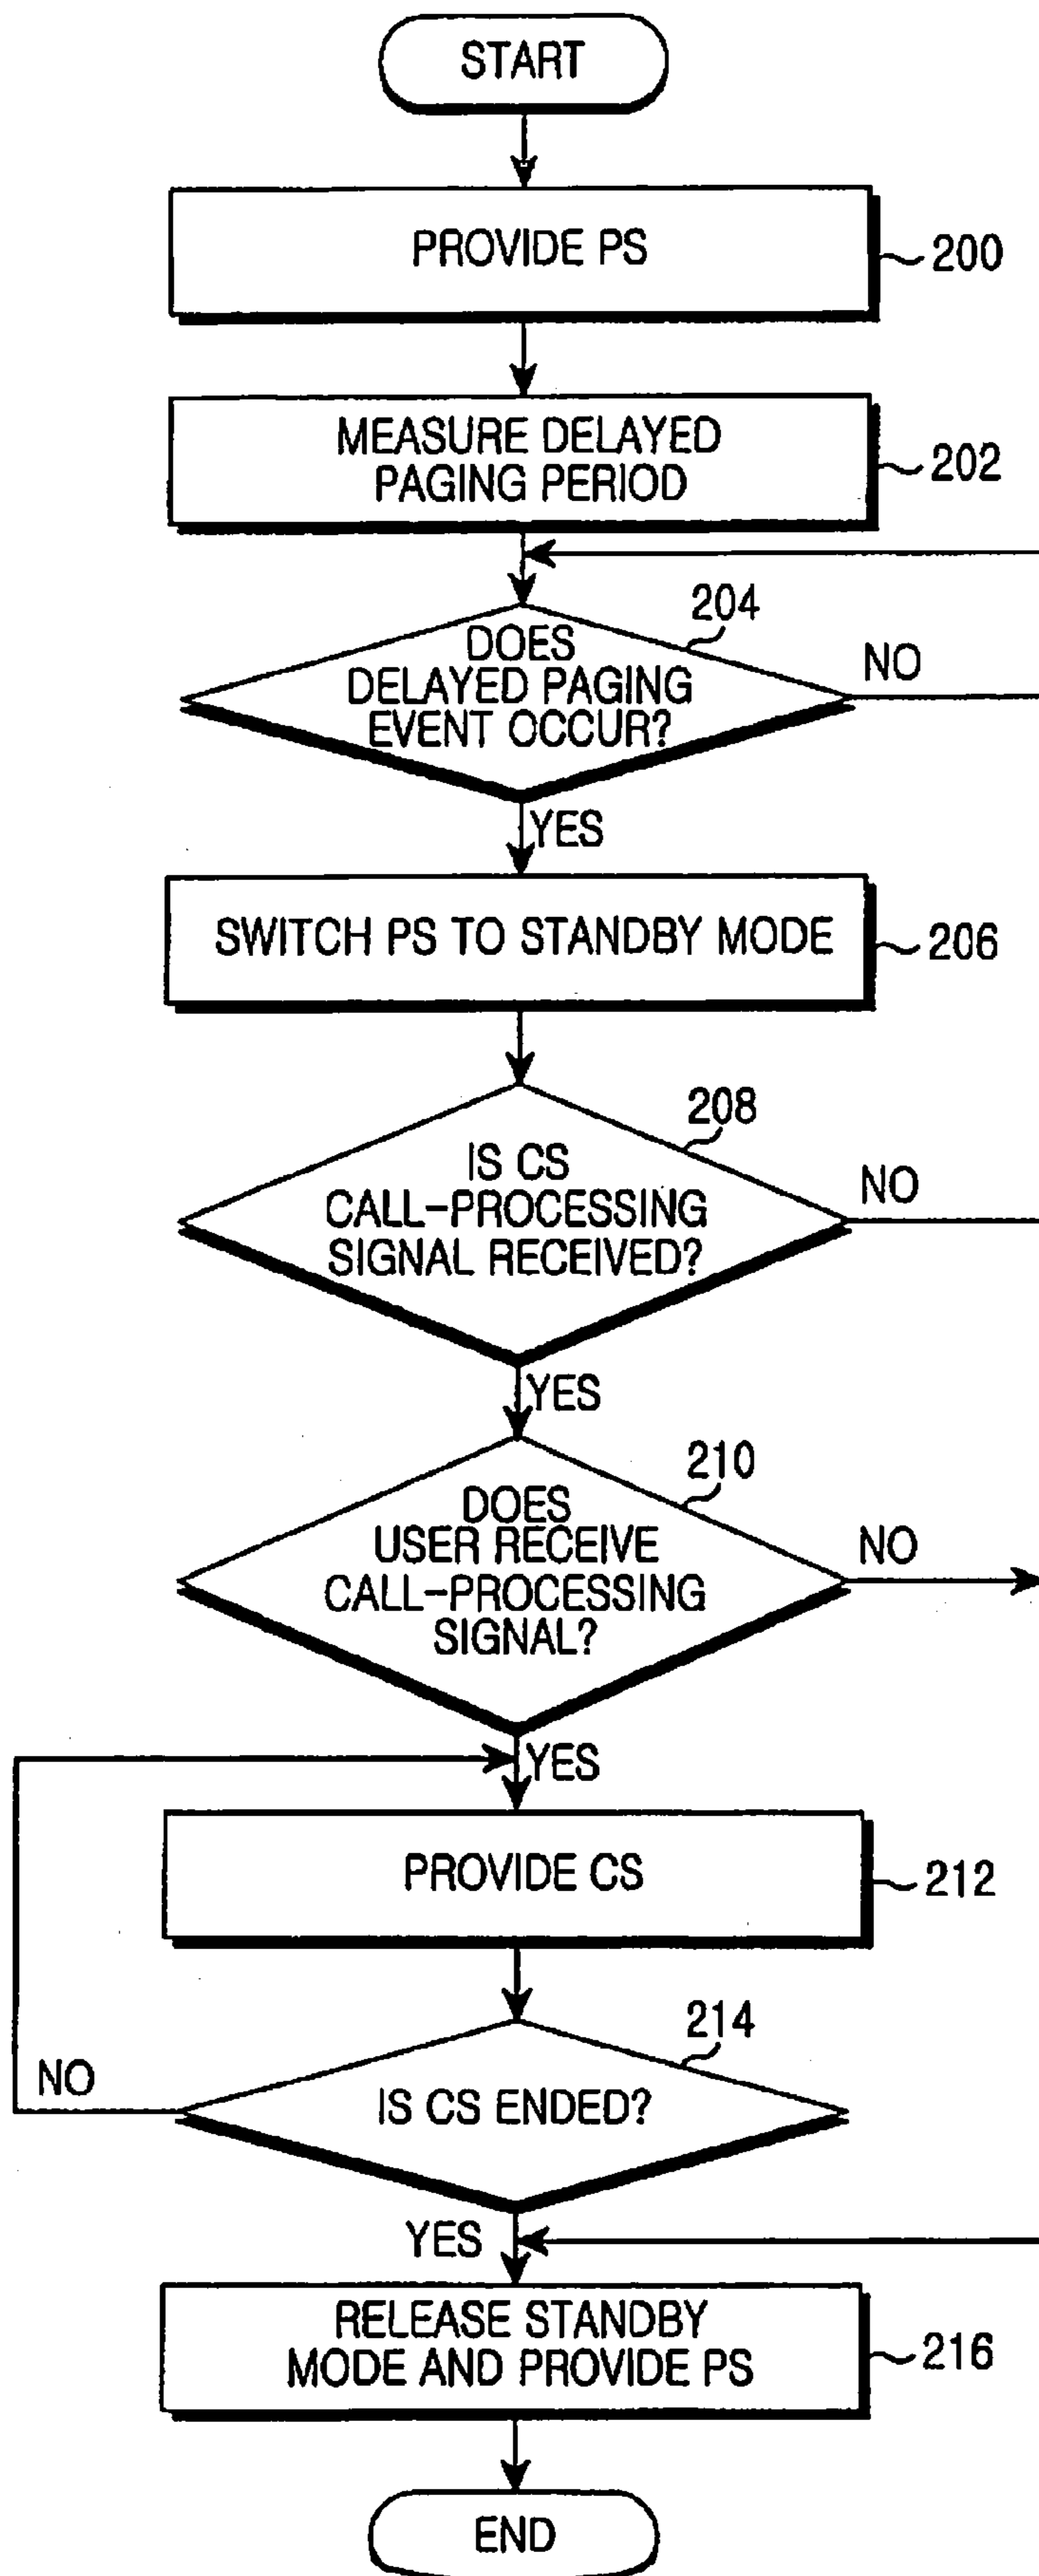 START
PROVIDE PS
200
MEASURE DELAYED
PAGING PERIOD
202
204
DOES
DELAYED PAGING
EVENT OCCUR?
NO
YES
SWITCH PS TO STANDBY MODE
206
208
IS CS
CALL-PROCESSING
SIGNAL RECEIVED?
NO
YES
210
DOES
USER RECEIVE
CALL-PROCESSING
SIGNAL?
NO
YES
PROVIDE CS
212
214
IS CS ENDED?
NO
YES
RELEASE STANDBY
MODE AND PROVIDE PS
216
END